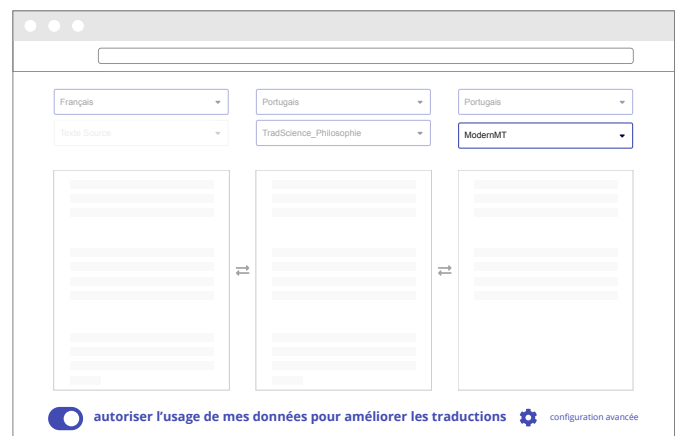 Français
Portugais
Portugais
Texte Source
TradScience_Philosophie
ModernMT
autoriser l'usage de mes données pour améliorer les traductions
configuration avancée